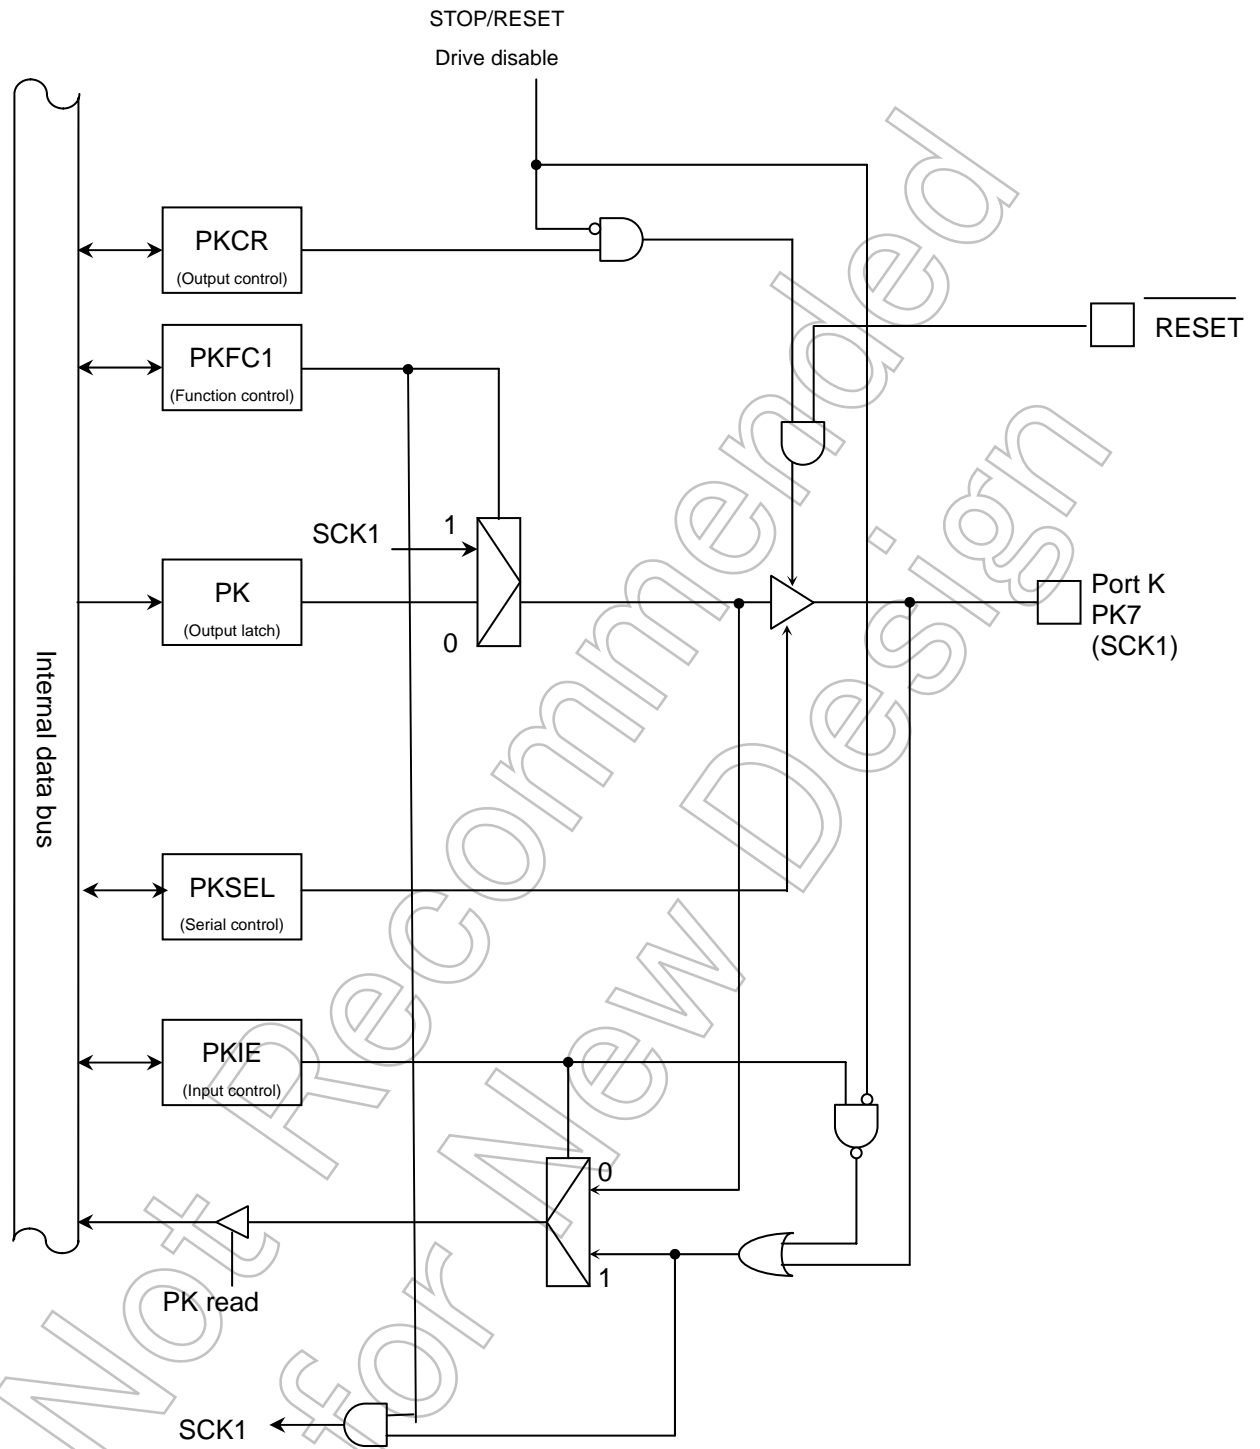 STOP/RESET
Drive disable
PKCR
(Output control)
RESET
PKFC1
(Function control)
SCK1
1
PK
(Output latch)
0
Port K
PK7
(SCK1)
Internal data bus
PKSEL
(Serial control)
PKIE
(Input control)
0
1
PK read
SCK1
Not Recommended
for New Design